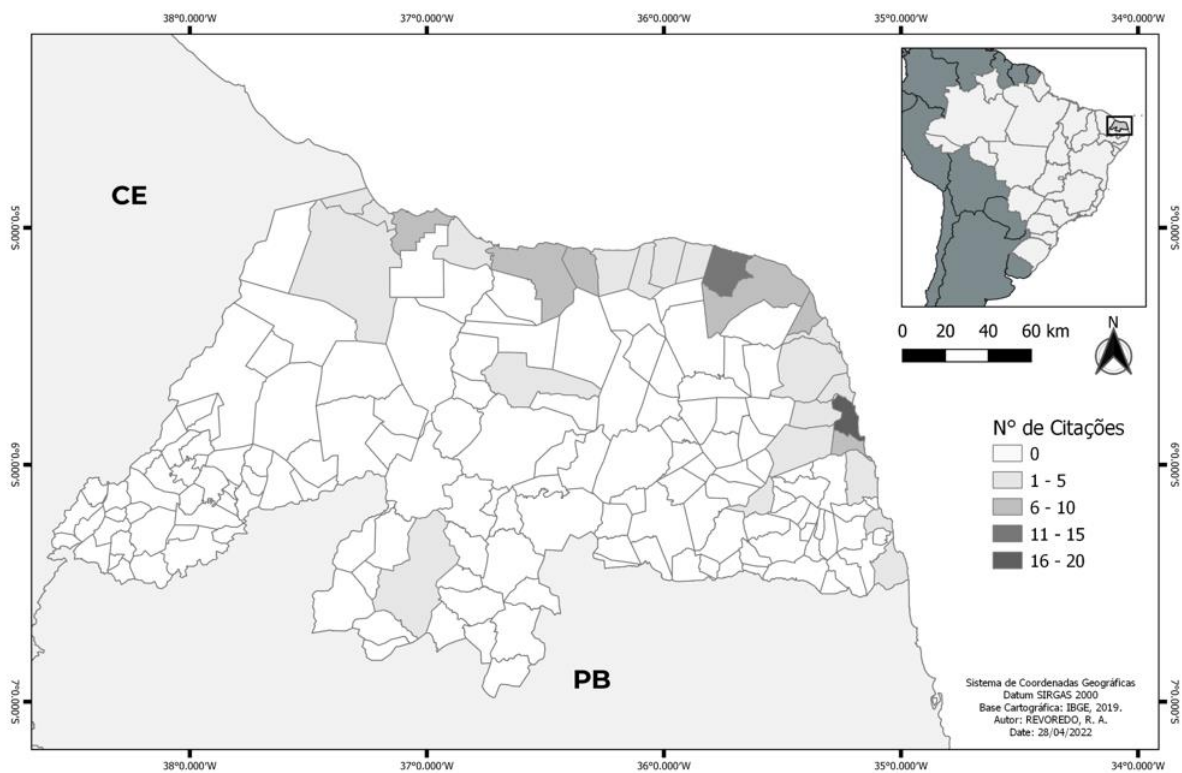 38°0.000'W 37°0.000'W 36°0.000'W 35°0.000'W 34°0.000'W
CE
5°0.000'S 5°0.000'S
0 20 40 60 km
N
N° de Citações
0
1 - 5
6 - 10
11 - 15
16 - 20
6°0.000'S 6°0.000'S
PB
Sistema de Coordenadas Geográficas
Datum SIRGAS 2000
Base Cartográfica: IBGE, 2019.
Autor: REVOREDO, R. A.
Date: 28/04/2022
7°0.000'S 7°0.000'S
38°0.000'W 37°0.000'W 36°0.000'W 35°0.000'W 34°0.000'W